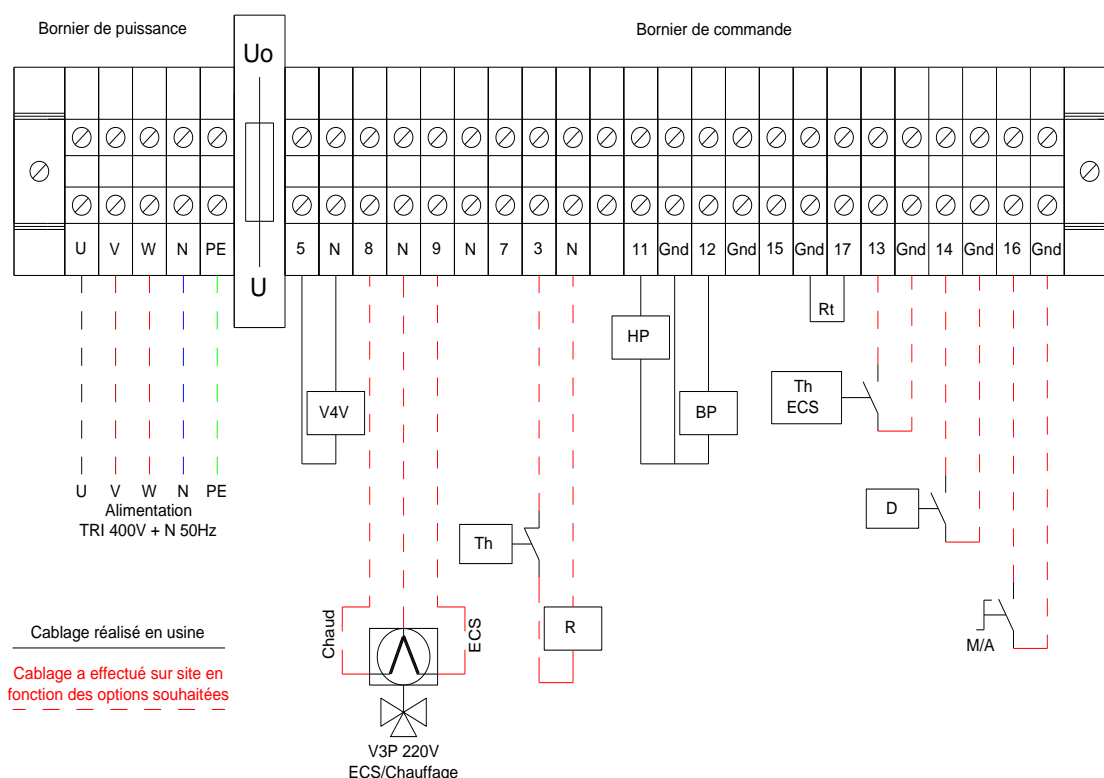 Bornier de puissance
Bornier de commande
Uo
U
U V W N PE
5 N 8 N 9 N 7 3 N 11 Gnd 12 Gnd 15 Gnd 17 13 Gnd 14 Gnd 16 Gnd
Rt
HP
Th
ECS
V4V
BP
U V W N PE
Alimentation
TRI 400V + N 50Hz
D
Th
Chaud
ECS
R
M/A
Cablage réalisé en usine
Cablage a effectué sur site en
fonction des options souhaitées
V3P 220V
ECS/Chauffage